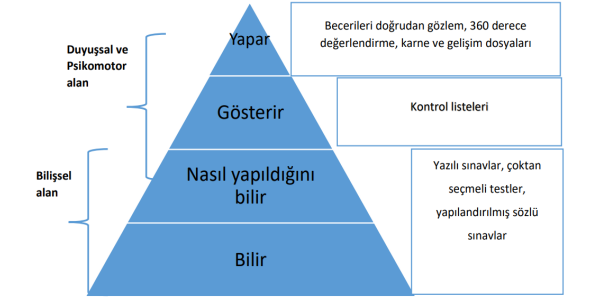 Duyuşsal ve
Psikomotor
alan
Yapar
Becerileri doğrudan gözlem, 360 derece
değerlendirme, karne ve gelişim dosyaları
Gösterir
Kontrol listeleri
Bilişsel
alan
Nasıl yapıldığını
bilir
Yazılı sınavlar, çoktan
seçmeli testler,
yapılandırılmış sözlü
sınavlar
Bilir